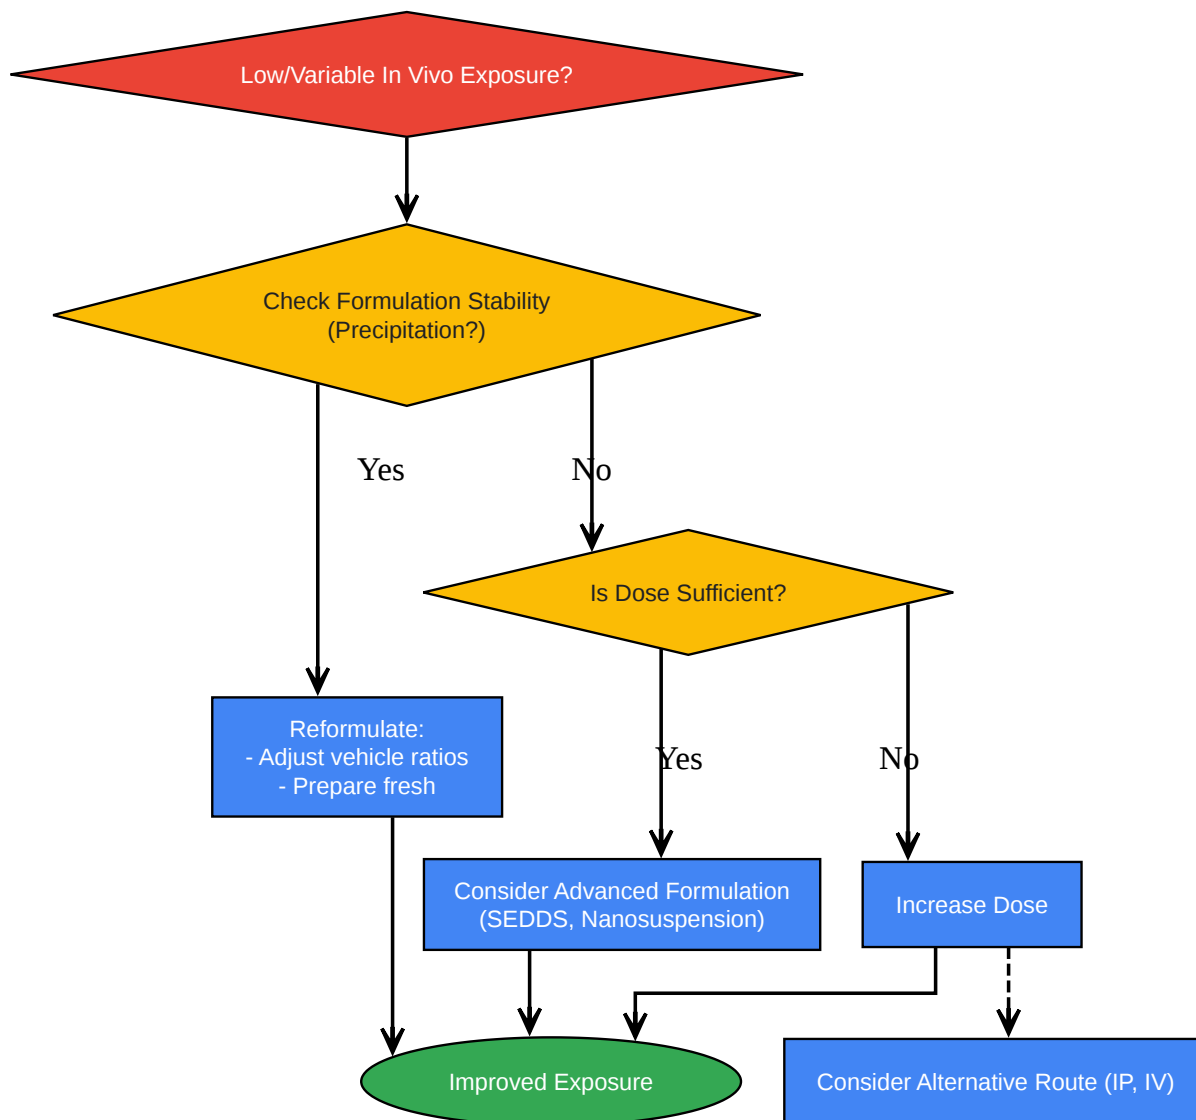 Low/Variable In Vivo Exposure?
Check Formulation Stability
(Precipitation?)
Yes
No
Is Dose Sufficient?
Reformulate:
- Adjust vehicle ratios
- Prepare fresh
Yes
No
Consider Advanced Formulation
(SEDDS, Nanosuspension)
Increase Dose
Improved Exposure
Consider Alternative Route (IP, IV)